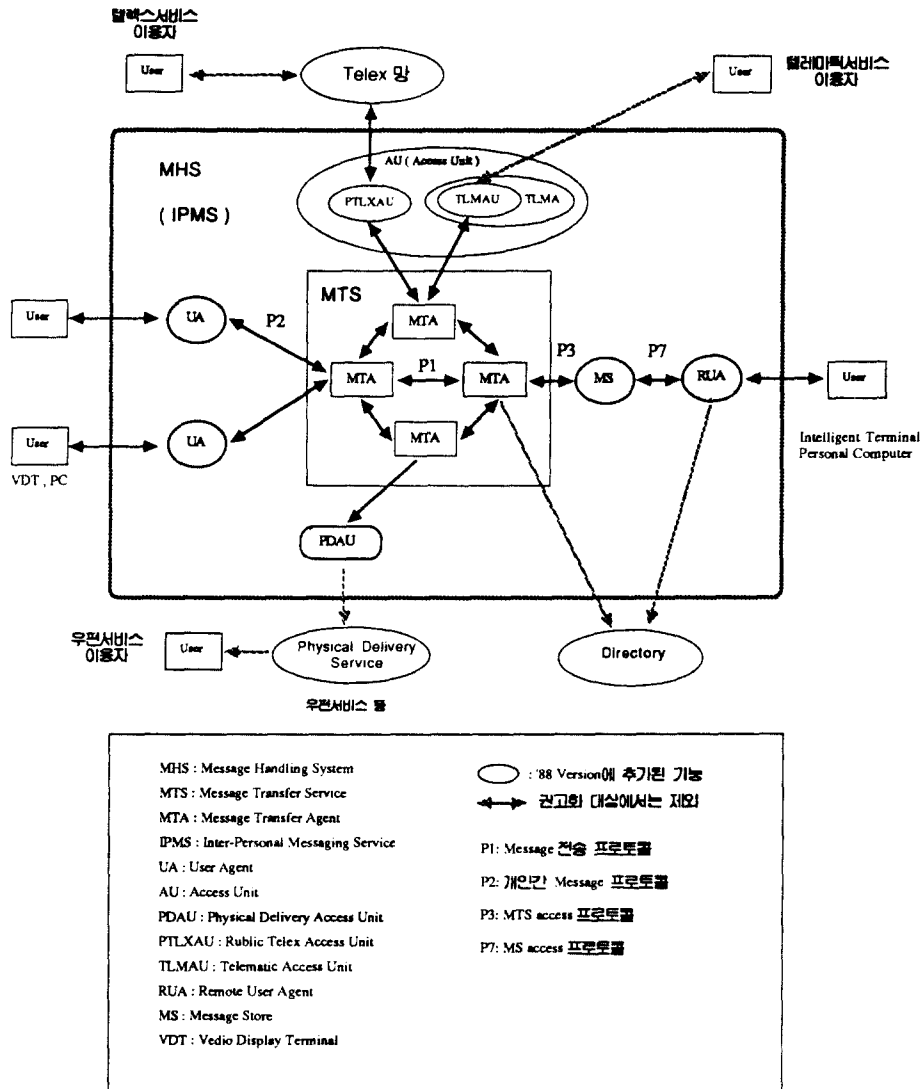 텔렉스서비스
이용자
User
Telex 망
User
텔레마틱서비스
이용자
MHS
( IPMS )
AU ( Access Unit )
PTLXAU
TLMAU
TLMA
MTS
MTA
User
UA
P2
MTA
P1
MTA
P3
MS
P7
RUA
User
MTA
User
UA
VDT , PC
Intelligent Terminal
Personal Computer
PDAU
우편서비스
이용자
User
Physical Delivery
Service
Directory
우편서비스 등
MHS : Message Handling System
MTS : Message Transfer Service
MTA : Message Transfer Agent
IPMS : Inter-Personal Messaging Service
UA : User Agent
AU : Access Unit
PDAU : Physical Delivery Access Unit
PTLXAU : Rublic Telex Access Unit
TLMAU : Telematic Access Unit
RUA : Remote User Agent
MS : Message Store
VDT : Vedio Display Terminal
: '88 Version에 추가된 기능
권고화 대상에서는 제외
P1: Message 전송 프로토콜
P2: 개인간 Message 프로토콜
P3: MTS access 프로토콜
P7: MS access 프로토콜